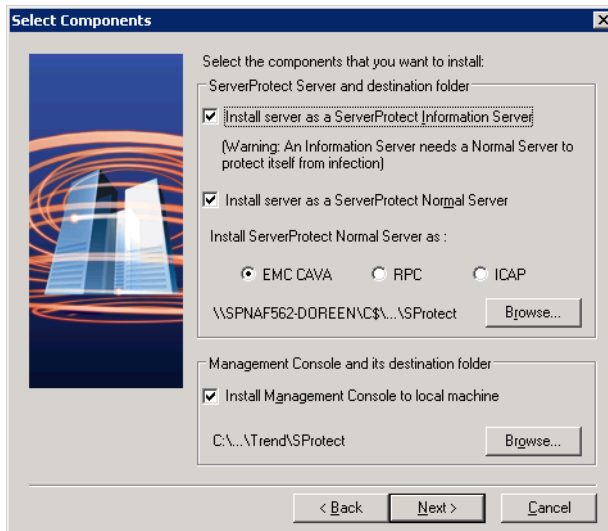 Select Components
Select the components that you want to install:
ServerProtect Server and destination folder
Install server as a ServerProtect Information Server
(Warning: An Information Server needs a Normal Server to
protect itself from infection)
Install server as a ServerProtect Normal Server
Install ServerProtect Normal Server as :
EMC CAVA RPC ICAP
\\SPNAF562-DOREEN\C$\...\SProtect Browse...
Management Console and its destination folder
Install Management Console to local machine
C:\...\Trend\SProtect Browse...
< Back Next > Cancel